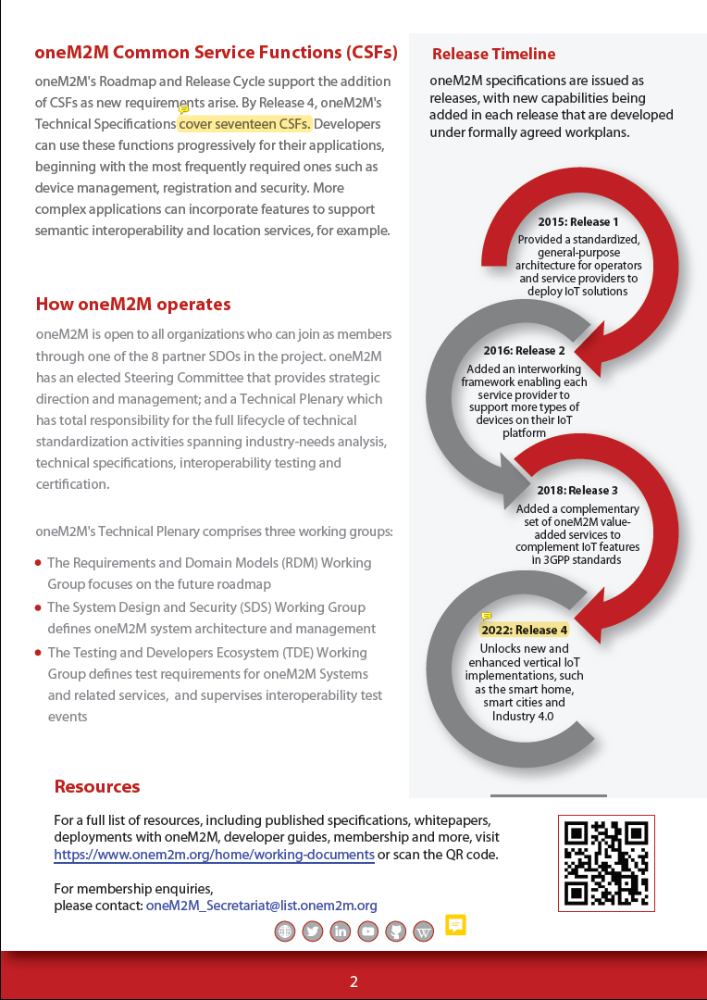 oneM2M Common Service Functions (CSFs)
oneM2M's Roadmap and Release Cycle support the addition
of CSFs as new requirements arise. By Release 4, oneM2M's
Technical Specifications cover seventeen CSFs. Developers
can use these functions progressively for their applications,
beginning with the most frequently required ones such as
device management, registration and security. More
complex applications can incorporate features to support
semantic interoperability and location services, for example.
How oneM2M operates
oneM2M is open to all organizations who can join as members
through one of the 8 partner SDOs in the project. oneM2M
has an elected Steering Committee that provides strategic
direction and management; and a Technical Plenary which
has total responsibility for the full lifecycle of technical
standardization activities spanning industry-needs analysis,
technical specifications, interoperability testing and
certification.
oneM2M's Technical Plenary comprises three working groups:
• The Requirements and Domain Models (RDM) Working
Group focuses on the future roadmap
• The System Design and Security (SDS) Working Group
defines oneM2M system architecture and management
• The Testing and Developers Ecosystem (TDE) Working
Group defines test requirements for oneM2M Systems
and related services, and supervises interoperability test
events
Release Timeline
oneM2M specifications are issued as
releases, with new capabilities being
added in each release that are developed
under formally agreed workplans.
2015: Release 1
Provided a standardized,
general-purpose
architecture for operators
and service providers to
deploy IoT solutions
2016: Release 2
Added an interworking
framework enabling each
service provider to
support more types of
devices on their IoT
platform
2018: Release 3
Added a complementary
set of oneM2M value-
added services to
complement IoT features
in 3GPP standards
2022: Release 4
Unlocks new and
enhanced vertical IoT
implementations, such
as the smart home,
smart cities and
Industry 4.0
Resources
For a full list of resources, including published specifications, whitepapers,
deployments with oneM2M, developer guides, membership and more, visit
https://www.onem2m.org/home/working-documents or scan the QR code.
For membership enquiries,
please contact: oneM2M_Secretariat@list.onem2m.org
in W
2